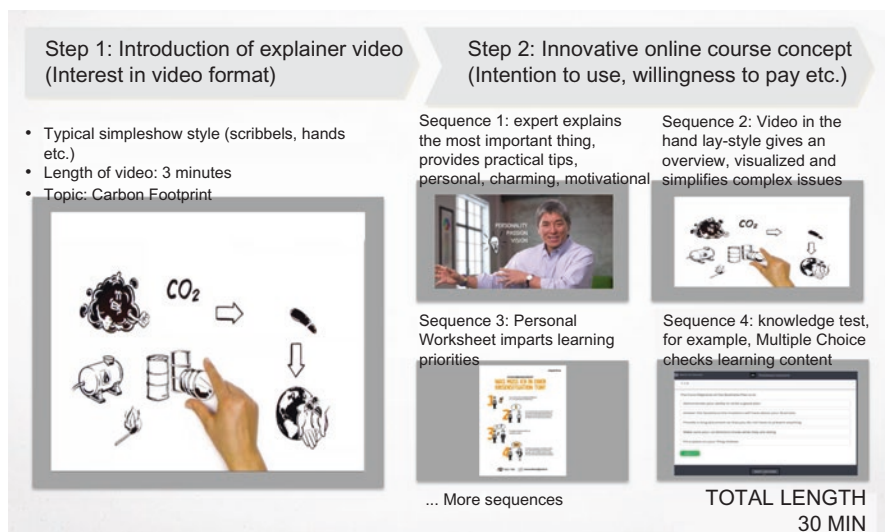 Step 1: Introduction of explainer video
(Interest in video format)
Step 2: Innovative online course concept
(Intention to use, willingness to pay etc.)
• Typical simpleshow style (scribbels, hands
etc.)
• Length of video: 3 minutes
• Topic: Carbon Footprint
CO2
Sequence 1: expert explains
the most important thing,
provides practical tips,
personal, charming, motivational
PERSONALITY
PASSION
VISION
Sequence 2: Video in the
hand lay-style gives an
overview, visualized and
simplifies complex issues
CO2
Sequence 3: Personal
Worksheet imparts learning
priorities
WAS MUSS ICH IN EINER
Sequence 4: knowledge test,
for example, Multiple Choice
checks learning content
... More sequences
TOTAL LENGTH
30 MIN